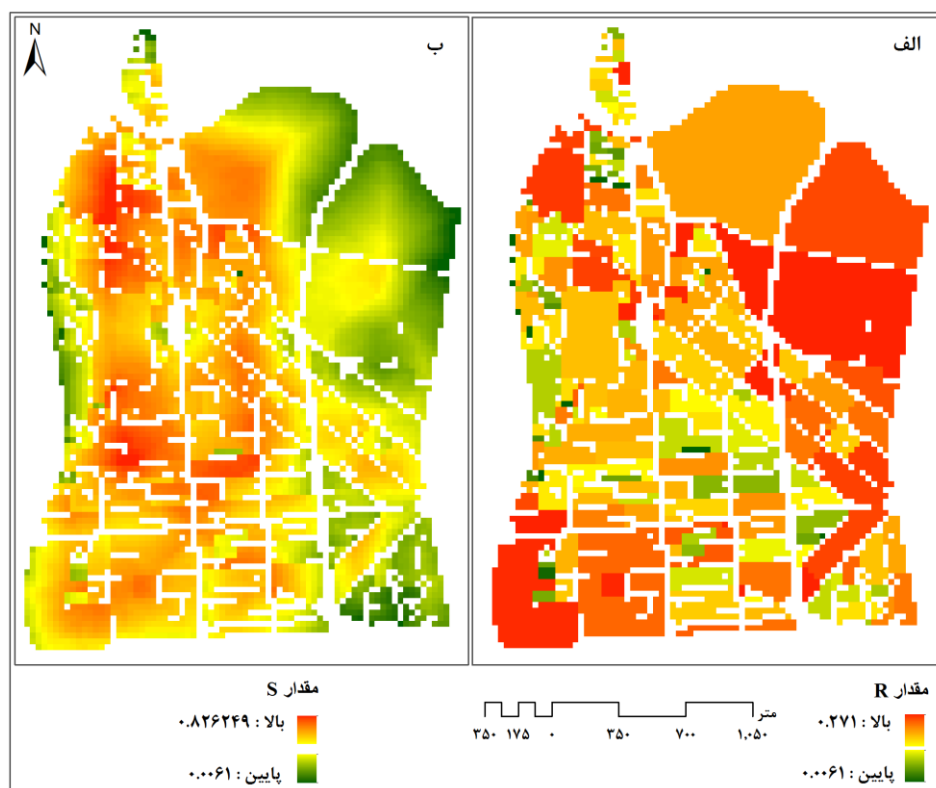 الف
ب
N
مقدار R
بالا : ۰.۲۷۱
پایین : ۰.۰۰۶۱
متر
۳۵۰ ۱۷۵ ۰ ۳۵۰ ۷۰۰ ۱,۰۵۰
مقدار S
بالا : ۰.۸۲۶۲۴۹
پایین : ۰.۰۰۶۱